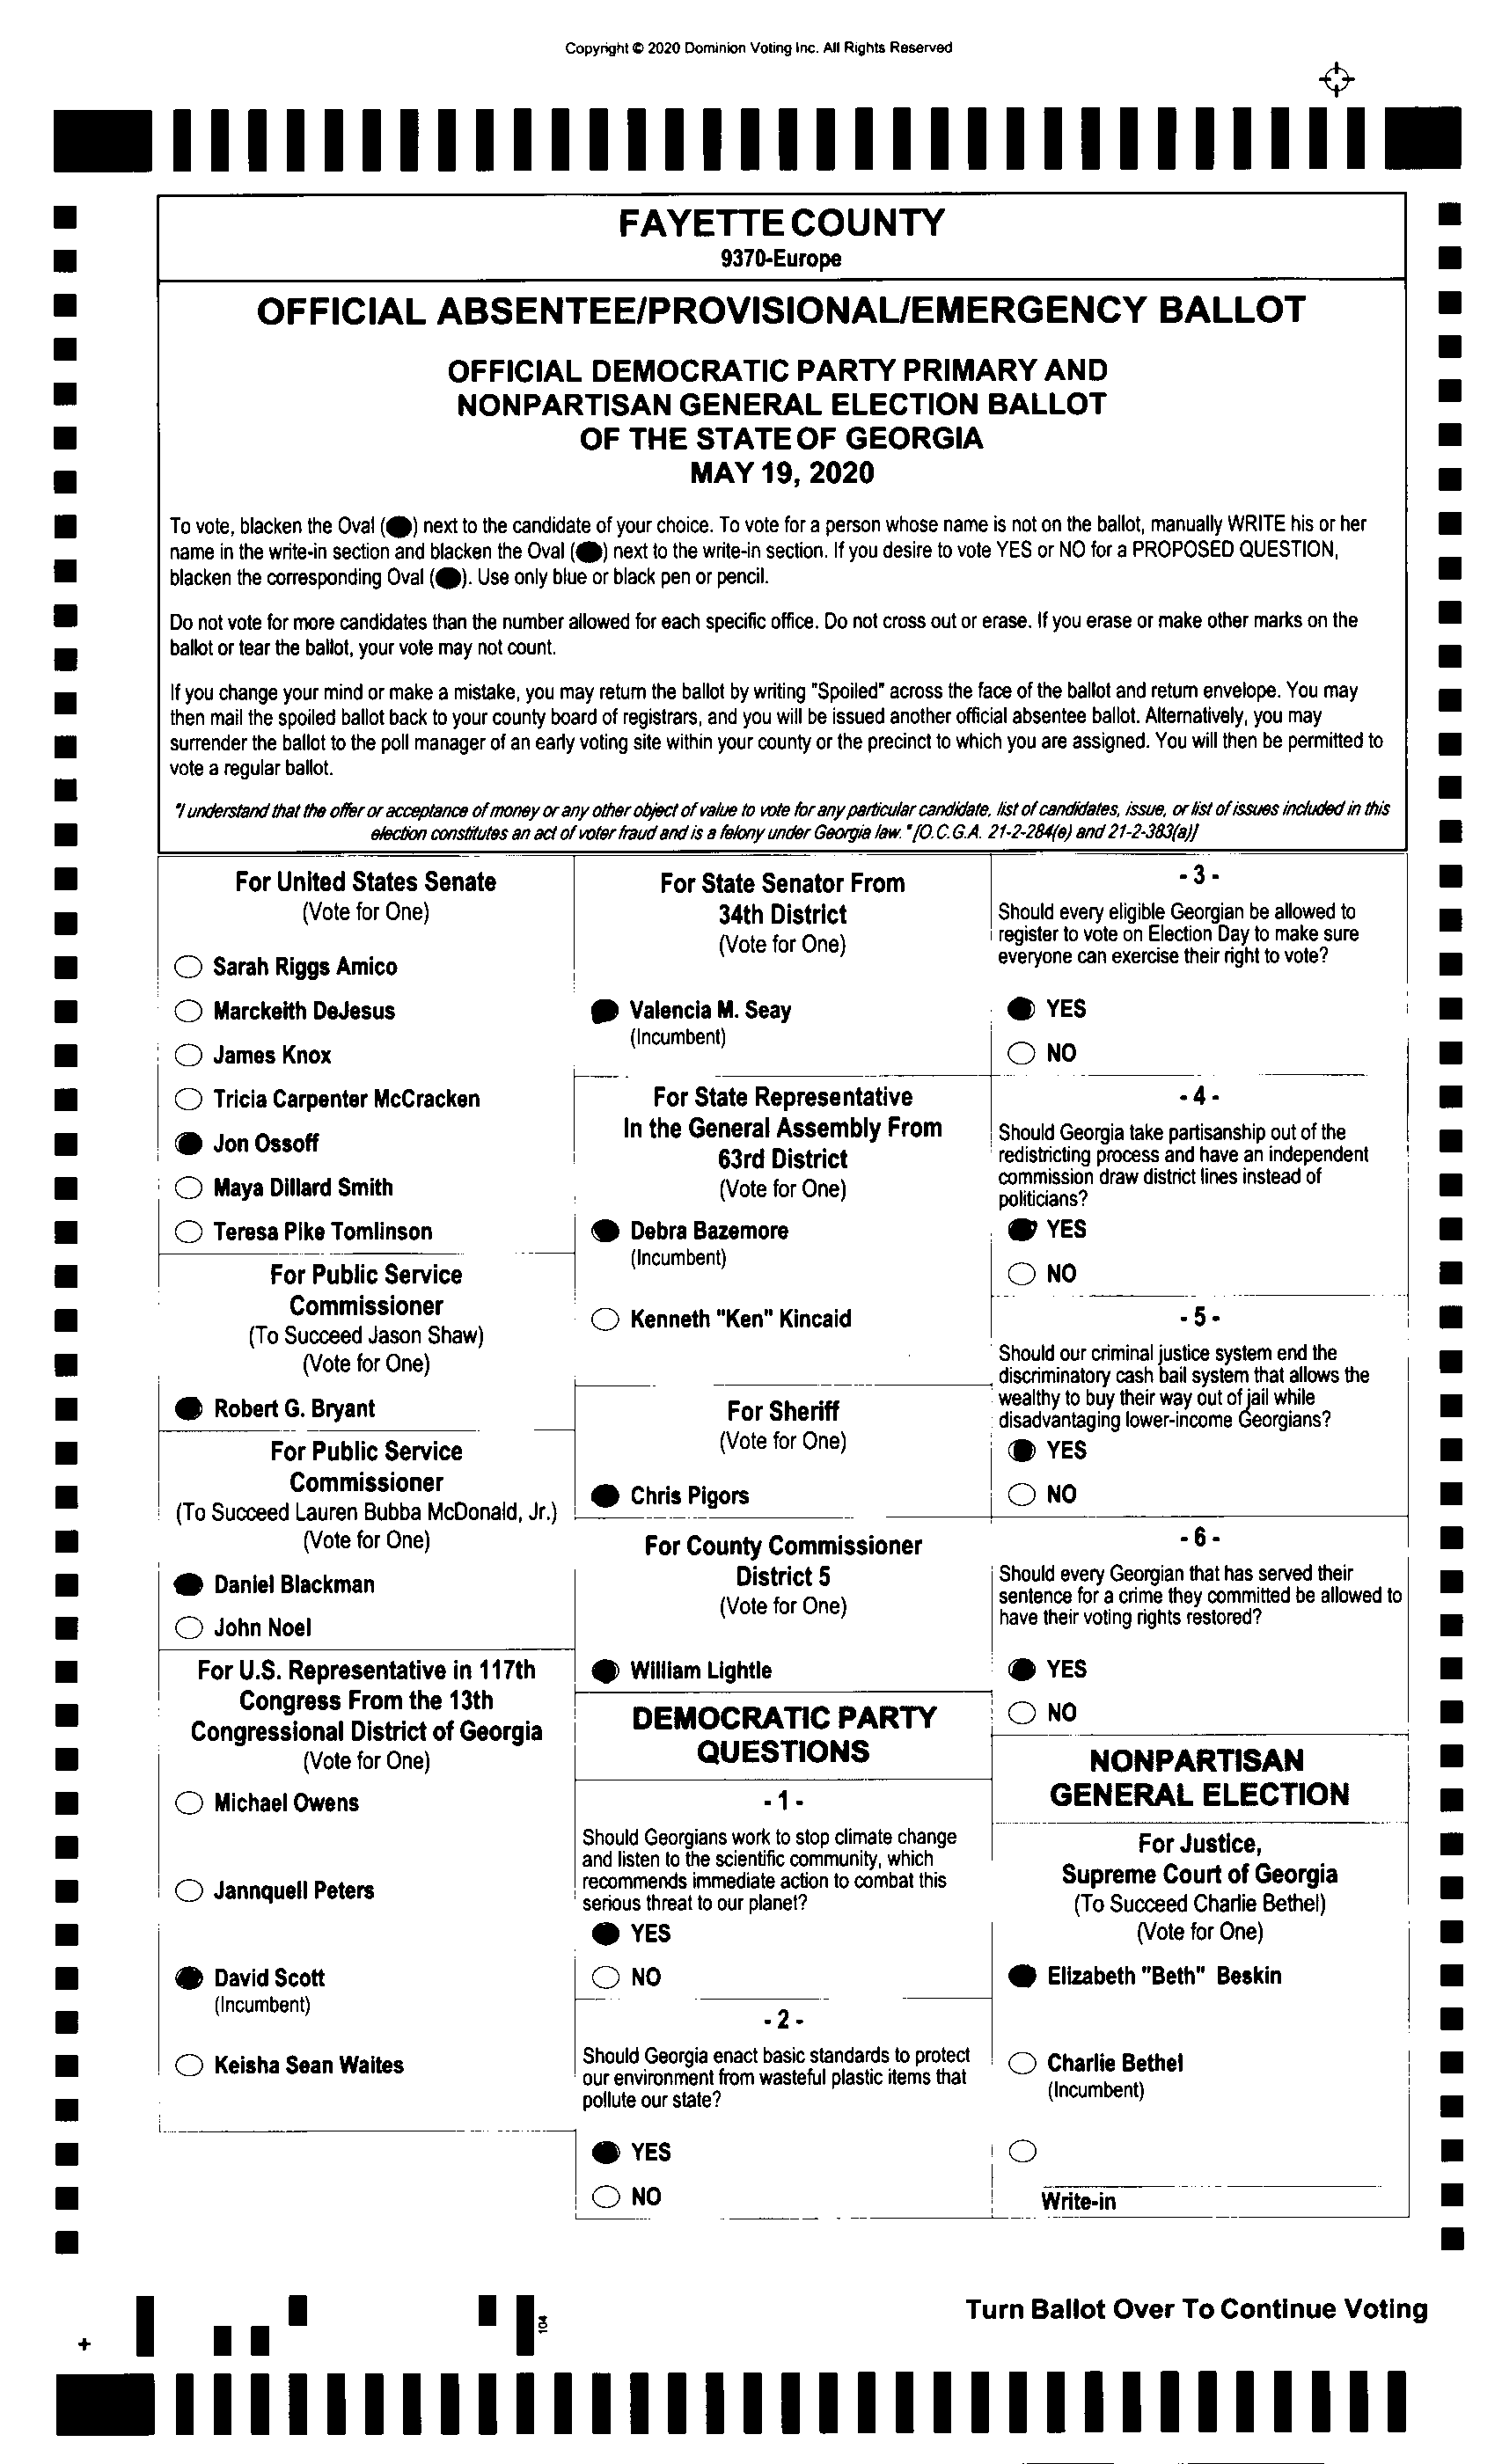 Copyright © 2020 Dominion Voting Inc. All Rights Reserved
FAYETTE COUNTY
9370-Europe
OFFICIAL ABSENTEE/PROVISIONAL/EMERGENCY BALLOT
OFFICIAL DEMOCRATIC PARTY PRIMARY AND
NONPARTISAN GENERAL ELECTION BALLOT
OF THE STATE OF GEORGIA
MAY 19, 2020
To vote, blacken the Oval ( ) next to the candidate of your choice. To vote for a person whose name is not on the ballot, manually WRITE his or her
name in the write-in section and blacken the Oval ( ) next to the write-in section. If you desire to vote YES or NO for a PROPOSED QUESTION,
blacken the corresponding Oval ( ). Use only blue or black pen or pencil.
Do not vote for more candidates than the number allowed for each specific office. Do not cross out or erase. If you erase or make other marks on the
ballot or tear the ballot, your vote may not count.
If you change your mind or make a mistake, you may return the ballot by writing "Spoiled" across the face of the ballot and return envelope. You may
then mail the spoiled ballot back to your county board of registrars, and you will be issued another official absentee ballot. Alternatively, you may
surrender the ballot to the poll manager of an early voting site within your county or the precinct to which you are assigned. You will then be permitted to
vote a regular ballot.
"I understand that the offer or acceptance of money or any other object of value to vote for any particular candidate, list of candidates, issue, or list of issues included in this
election constitutes an act of voter fraud and is a felony under Georgia law." [O.C.G.A. 21-2-284(e) and 21-2-383(a)]
For United States Senate
(Vote for One)
Sarah Riggs Amico
Marckeith DeJesus
James Knox
Tricia Carpenter McCracken
Jon Ossoff
Maya Dillard Smith
Teresa Pike Tomlinson
For Public Service
Commissioner
(To Succeed Jason Shaw)
(Vote for One)
Robert G. Bryant
For Public Service
Commissioner
(To Succeed Lauren Bubba McDonald, Jr.)
(Vote for One)
Daniel Blackman
John Noel
For U.S. Representative in 117th
Congress From the 13th
Congressional District of Georgia
(Vote for One)
Michael Owens
Jannquell Peters
David Scott
(Incumbent)
Keisha Sean Waites
For State Senator From
34th District
(Vote for One)
Valencia M. Seay
(Incumbent)
For State Representative
In the General Assembly From
63rd District
(Vote for One)
Debra Bazemore
(Incumbent)
Kenneth "Ken" Kincaid
For Sheriff
(Vote for One)
Chris Pigors
For County Commissioner
District 5
(Vote for One)
William Lightle
DEMOCRATIC PARTY
QUESTIONS
- 1 -
Should Georgians work to stop climate change
and listen to the scientific community, which
recommends immediate action to combat this
serious threat to our planet?
YES
NO
- 2 -
Should Georgia enact basic standards to protect
our environment from wasteful plastic items that
pollute our state?
YES
NO
- 3 -
Should every eligible Georgian be allowed to
register to vote on Election Day to make sure
everyone can exercise their right to vote?
YES
NO
- 4 -
Should Georgia take partisanship out of the
redistricting process and have an independent
commission draw district lines instead of
politicians?
YES
NO
- 5 -
Should our criminal justice system end the
discriminatory cash bail system that allows the
wealthy to buy their way out of jail while
disadvantaging lower-income Georgians?
YES
NO
- 6 -
Should every Georgian that has served their
sentence for a crime they committed be allowed to
have their voting rights restored?
YES
NO
NONPARTISAN
GENERAL ELECTION
For Justice,
Supreme Court of Georgia
(To Succeed Charlie Bethel)
(Vote for One)
Elizabeth "Beth" Beskin
Charlie Bethel
(Incumbent)
Write-in
Turn Ballot Over To Continue Voting
104